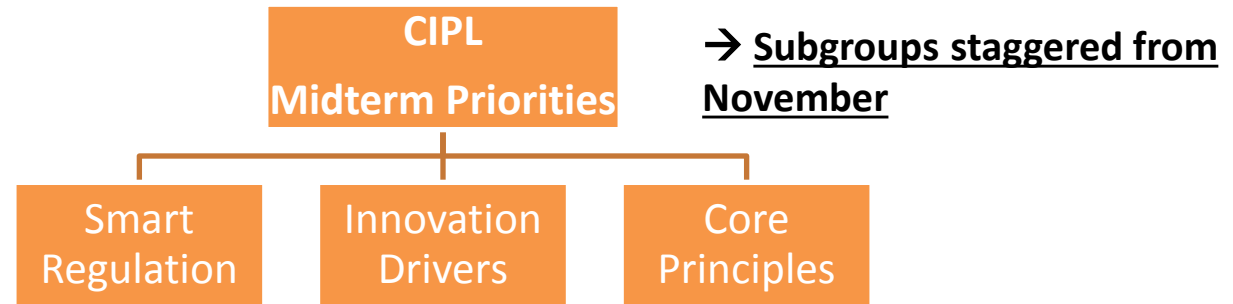 CIPL
Midterm Priorities
→ Subgroups staggered from
November
Smart
Regulation
Innovation
Drivers
Core
Principles